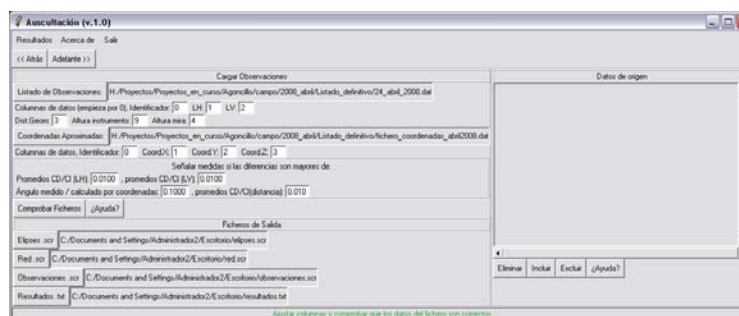 Auscultación (v.1.0)
Resultados Acerca de Salir
<< Atrás Adelante >>
Cargar Observaciones
Listado de Observaciones: H:/Proyectos/Proyectos_en_curso/Agoncillo/campo/2008_abril/Listado_definitivo/24_abril_2008.dat
Columnas de datos (empieza por 0), Identificador: 0 LH: 1 LV: 2
Dist.Geom: 3 Altura instrumento: 9 Altura mira: 4
Coordenadas Aproximadas: H:/Proyectos/Proyectos_en_curso/Agoncillo/campo/2008_abril/Listado_definitivo/fichero_coordenadas_abril2008.dat
Columnas de datos, Identificador: 0 Coord.X: 1 Coord.Y: 2 Coord.Z: 3
Señalar medidas si las diferencias son mayores de:
Promedios CD/CI (LH): 0.0100 , promedios CD/CI (LV): 0.0100
Ángulo medido / calculado por coordenadas: 0.1000 , promedios CD/CI(distancia): 0.010
Comprobar Ficheros ¿Ayuda?
Ficheros de Salida
Elipses .scr C:/Documents and Settings/Administrador2/Escritorio/elipses.scr
Red .scr C:/Documents and Settings/Administrador2/Escritorio/red.scr
Observaciones .scr C:/Documents and Settings/Administrador2/Escritorio/observaciones.scr
Resultados .txt C:/Documents and Settings/Administrador2/Escritorio/resultados.txt
Datos de origen
Eliminar Incluir Excluir ¿Ayuda?
Ajustar columnas y comprobar que los datos del fichero son correctos